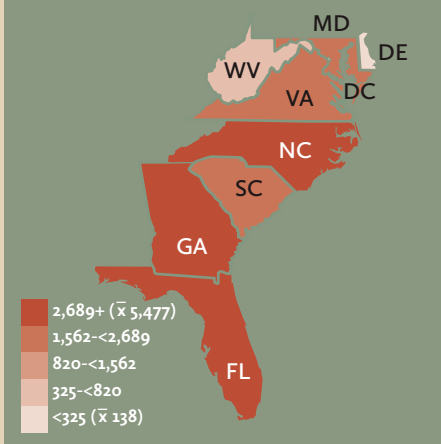 MD
DE
WV
DC
VA
NC
SC
GA
FL
2,689+ (x̅ 5,477)
1,562-<2,689
820-<1,562
325-<820
<325 (x̅ 138)